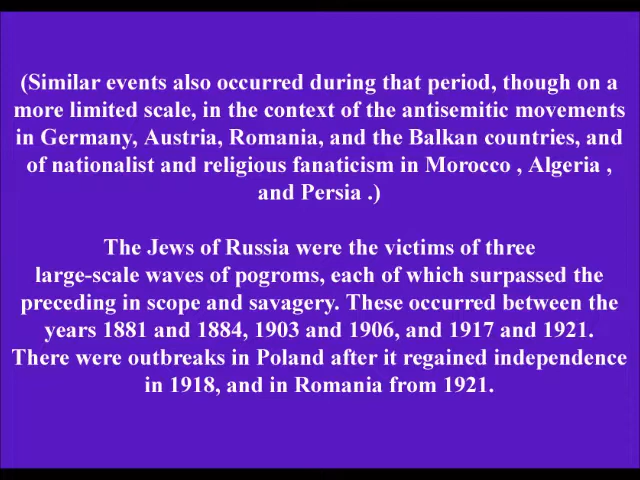 (Similar events also occurred during that period, though on a
more limited scale, in the context of the antisemitic movements
in Germany, Austria, Romania, and the Balkan countries, and
of nationalist and religious fanaticism in Morocco , Algeria ,
and Persia .)
The Jews of Russia were the victims of three
large-scale waves of pogroms, each of which surpassed the
preceding in scope and savagery. These occurred between the
years 1881 and 1884, 1903 and 1906, and 1917 and 1921.
There were outbreaks in Poland after it regained independence
in 1918, and in Romania from 1921.